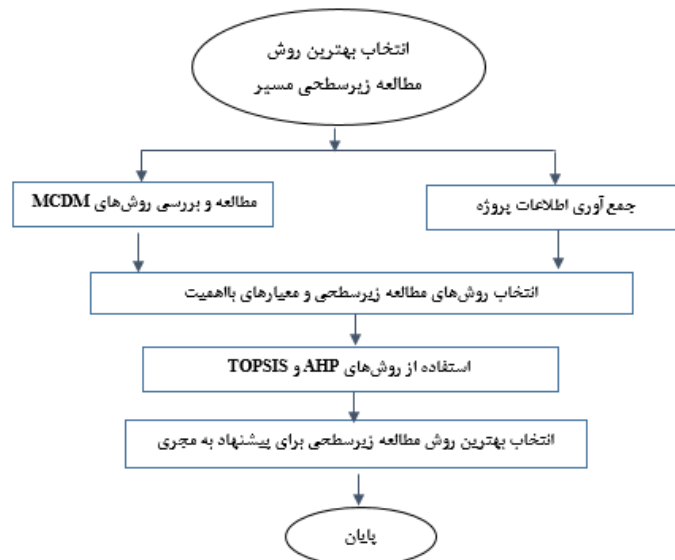 انتخاب بهترین روش
مطالعه زیرسطحی مسیر
جمع آوری اطلاعات پروژه
مطالعه و بررسی روش‌های MCDM
انتخاب روش‌های مطالعه زیرسطحی و معیارهای بااهمیت
استفاده از روش‌های AHP و TOPSIS
انتخاب بهترین روش مطالعه زیرسطحی برای پیشنهاد به مجری
پایان